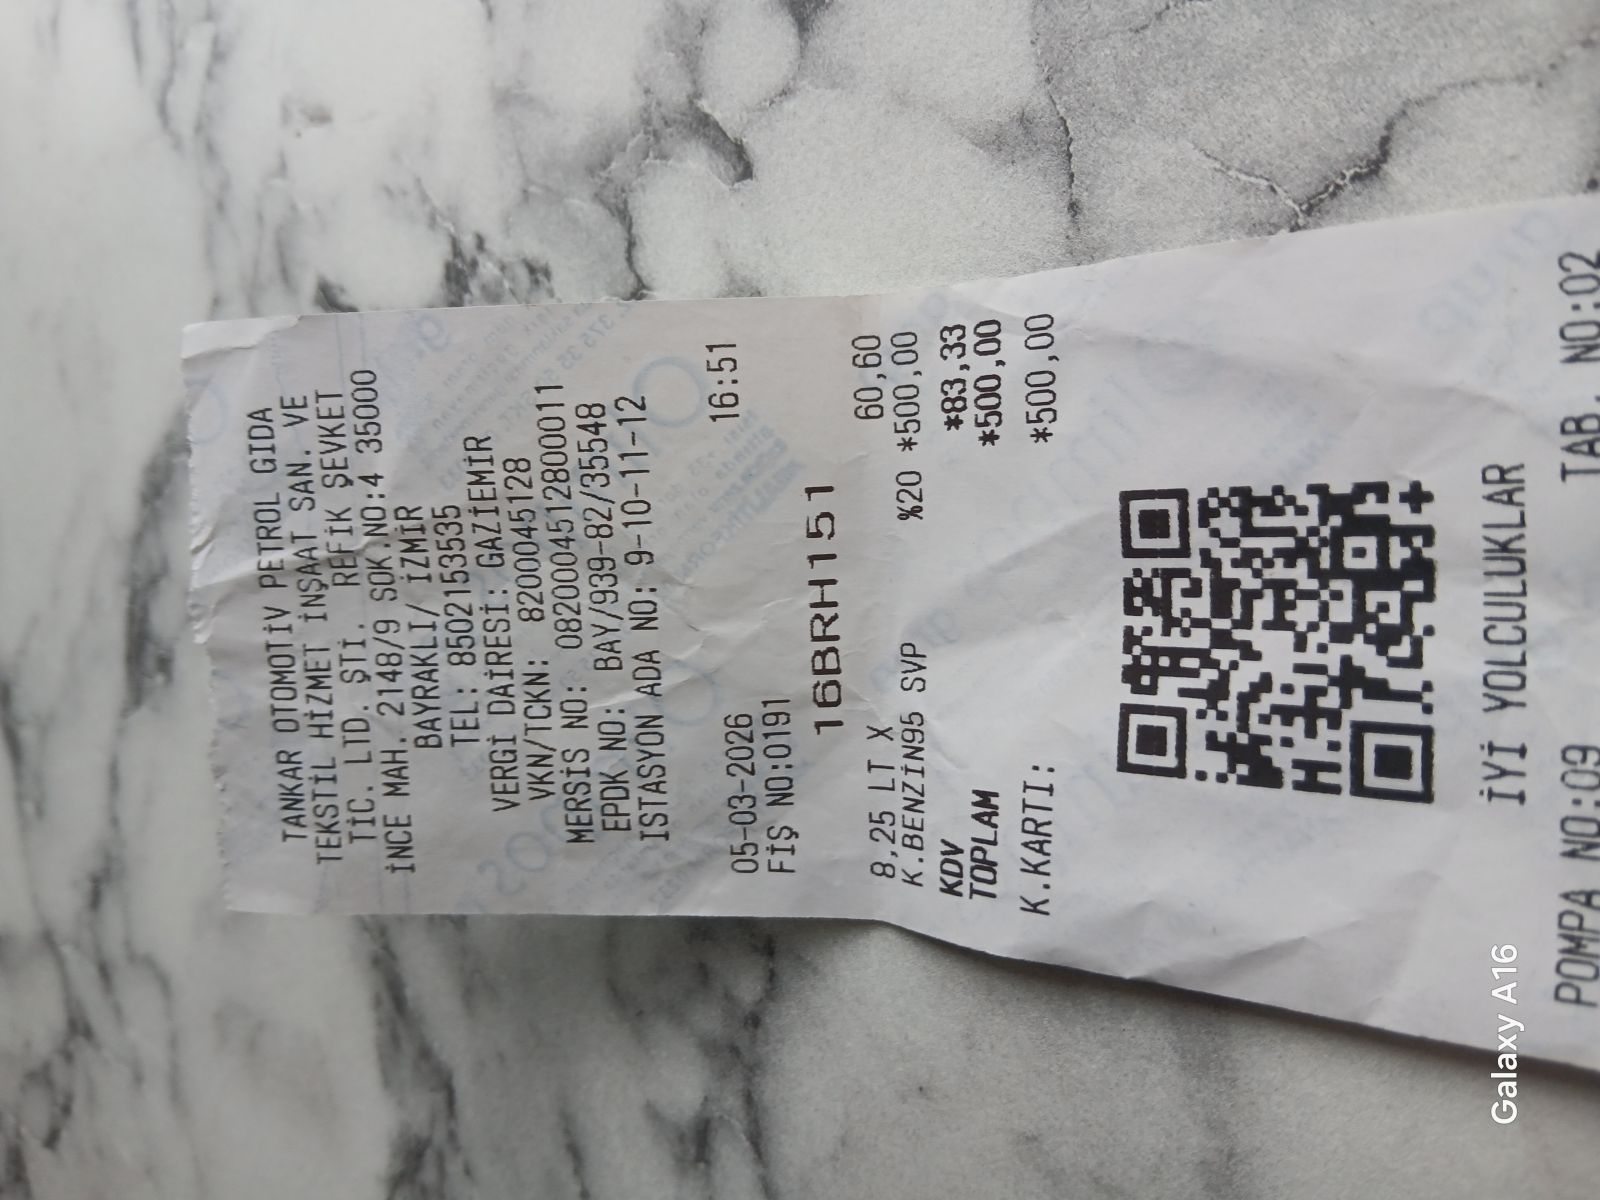 TANKAR OTOMOTİV PETROL GIDA
TEKSTİL HİZMET İNŞAAT SAN. VE
TİC. LTD. ŞTİ. REFİK ŞEVKET
İNCE MAH. 2148/9 SOK.NO:4 35000
BAYRAKLI/ İZMİR
TEL: 8502153535
VERGİ DAİRESİ: GAZİEMİR
VKN/TCKN: 8200045128
MERSİS NO: 0820004512800011
EPDK NO: BAY/939-82/35548
ISTASYON ADA NO: 9-10-11-12
05-03-2026 16:51
FİŞ NO:0191
16BRH151
8,25 LT X 60,60
K.BENZİN95 SVP %20 *500,00
KDV *83,33
TOPLAM *500,00
K.KARTI: *500,00
İYİ YOLCULUKLAR
POMPA NO:09 TAB. NO:02
Galaxy A16